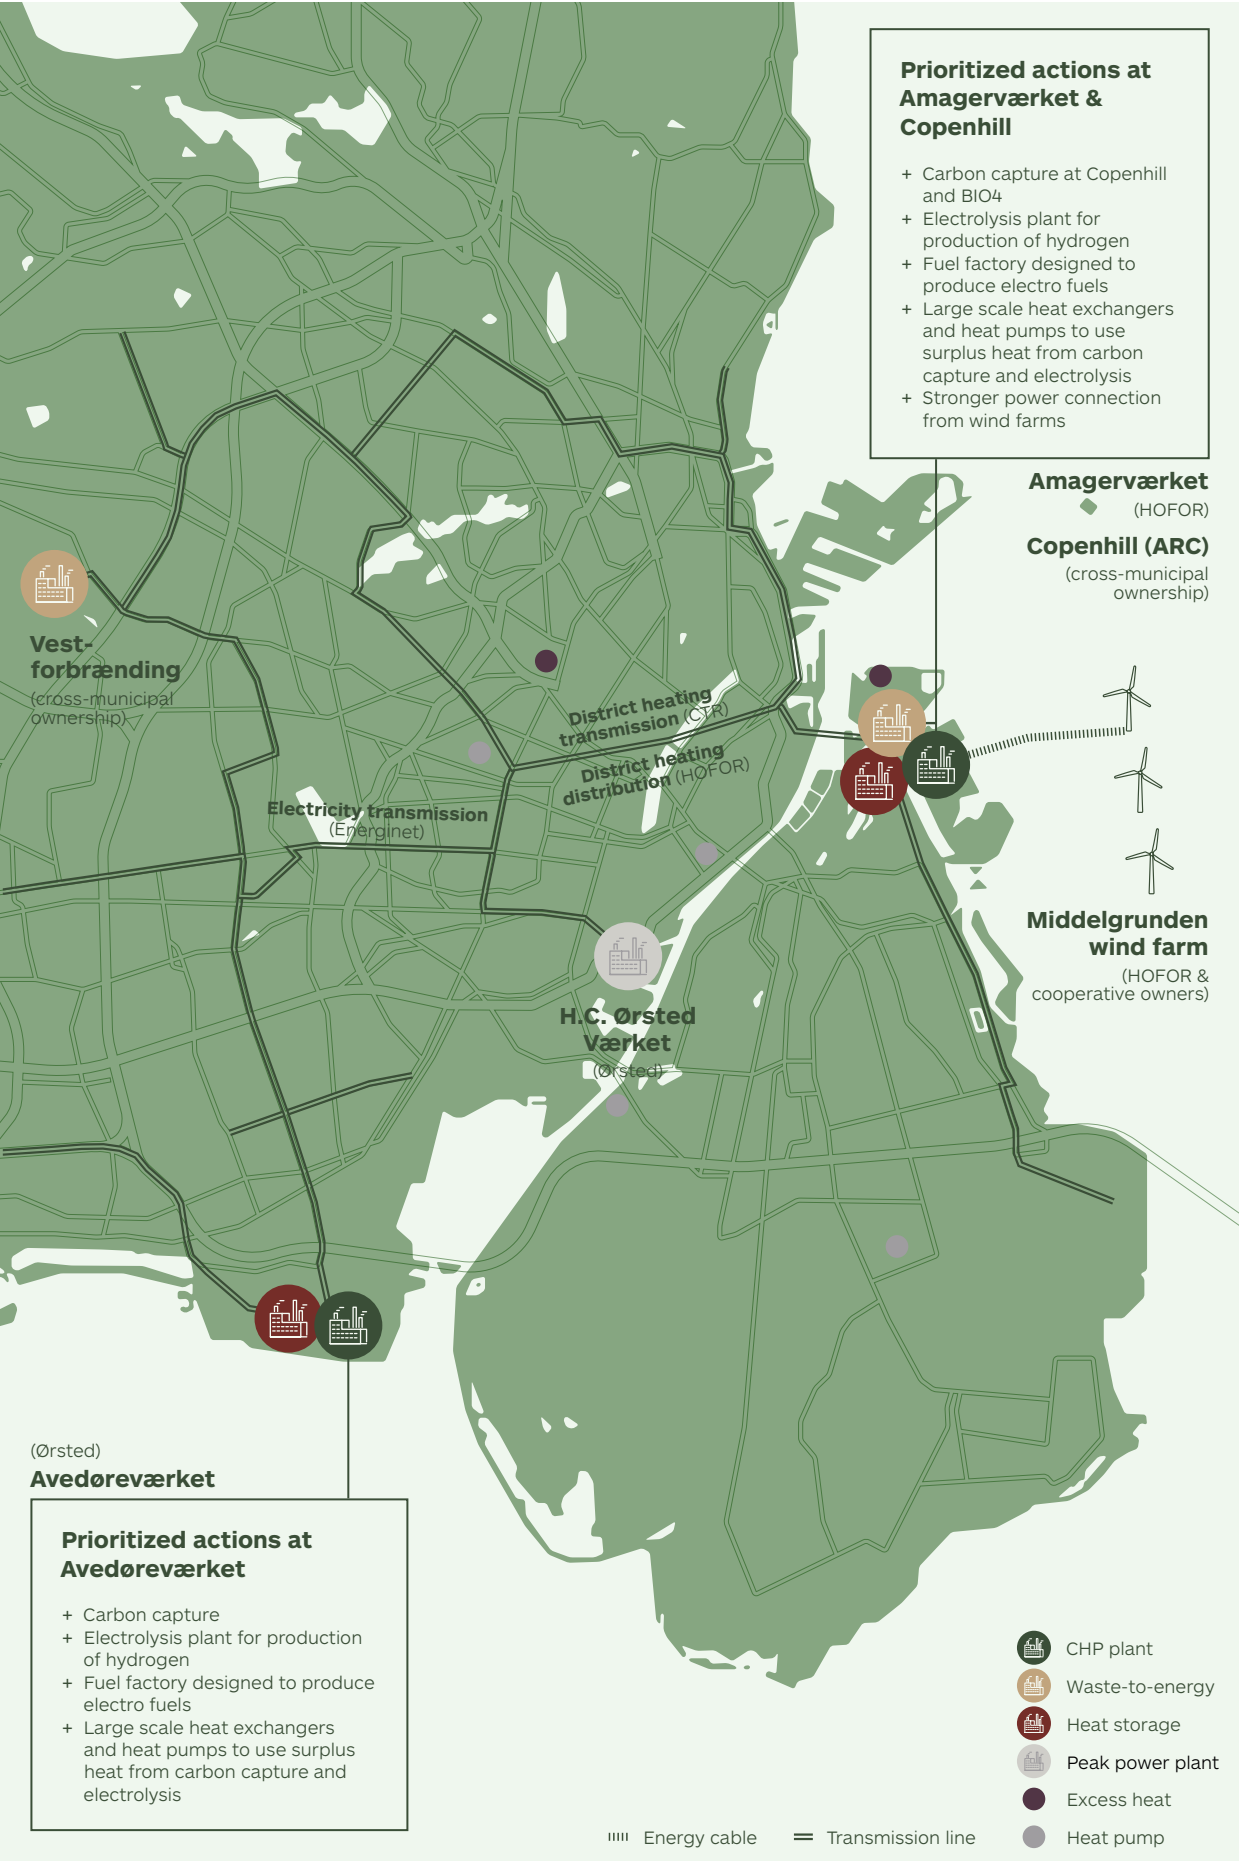 Prioritized actions at
Amagerværket &
Copenhill
+ Carbon capture at Copenhill
and BIO4
+ Electrolysis plant for
production of hydrogen
+ Fuel factory designed to
produce electro fuels
+ Large scale heat exchangers
and heat pumps to use
surplus heat from carbon
capture and electrolysis
+ Stronger power connection
from wind farms
Amagerværket
(HOFOR)
Copenhill (ARC)
(cross-municipal
ownership)
Vest-
forbrænding
(cross-municipal
ownership)
District heating
transmission (CTR)
District heating
distribution (HOFOR)
Electricity transmission
(Energinet)
Middelgrunden
wind farm
(HOFOR &
cooperative owners)
H.C. Ørsted
Værket
(Ørsted)
(Ørsted)
Avedøreværket
Prioritized actions at
Avedøreværket
+ Carbon capture
+ Electrolysis plant for production
of hydrogen
+ Fuel factory designed to produce
electro fuels
+ Large scale heat exchangers
and heat pumps to use surplus
heat from carbon capture and
electrolysis
CHP plant
Waste-to-energy
Heat storage
Peak power plant
Excess heat
Energy cable
Transmission line
Heat pump